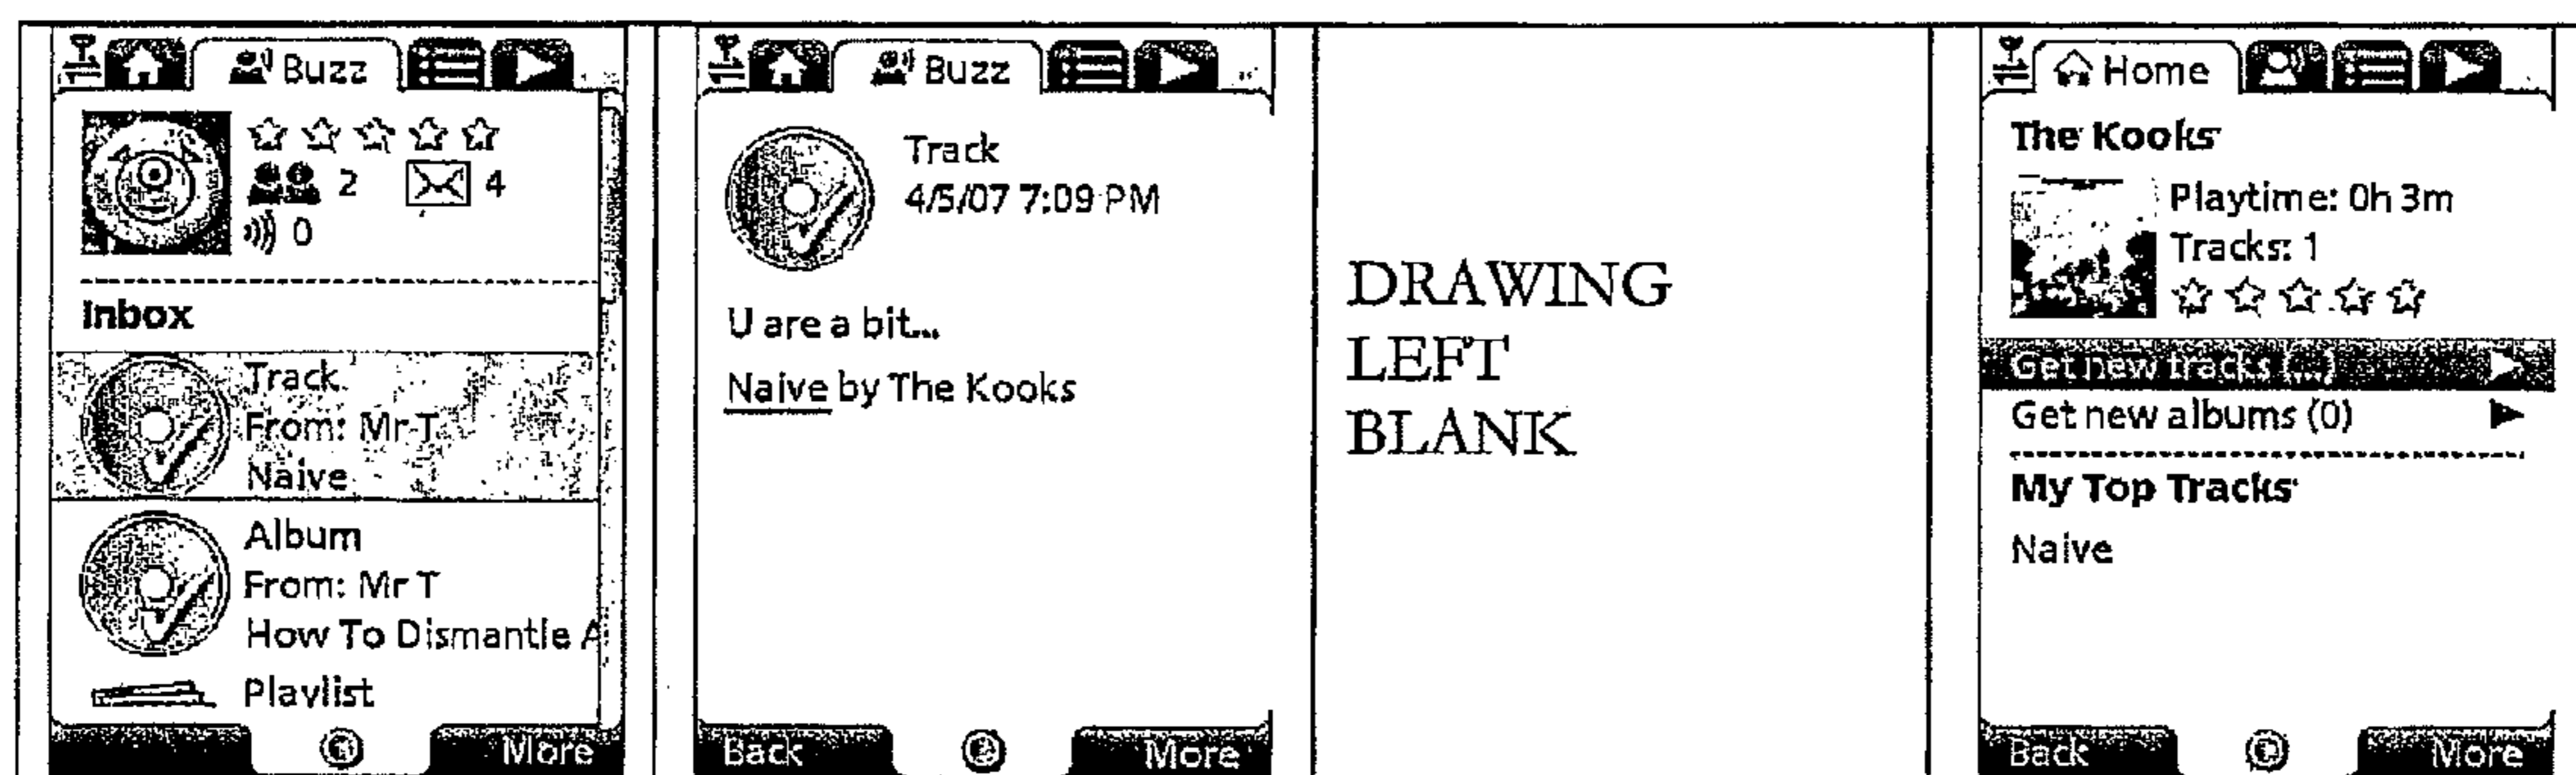 Buzz
2 4
0
Inbox
Track
From: Mr T
Naive
Album
From: Mr T
How To Dismantle A
Playlist
More
Buzz
Track
4/5/07 7:09 PM
U are a bit...
Naive by The Kooks
Back More
DRAWING
LEFT
BLANK
Home
The Kooks
Playtime: 0h 3m
Tracks: 1
Get new tracks (...)
Get new albums (0)
My Top Tracks
Naive
Back More